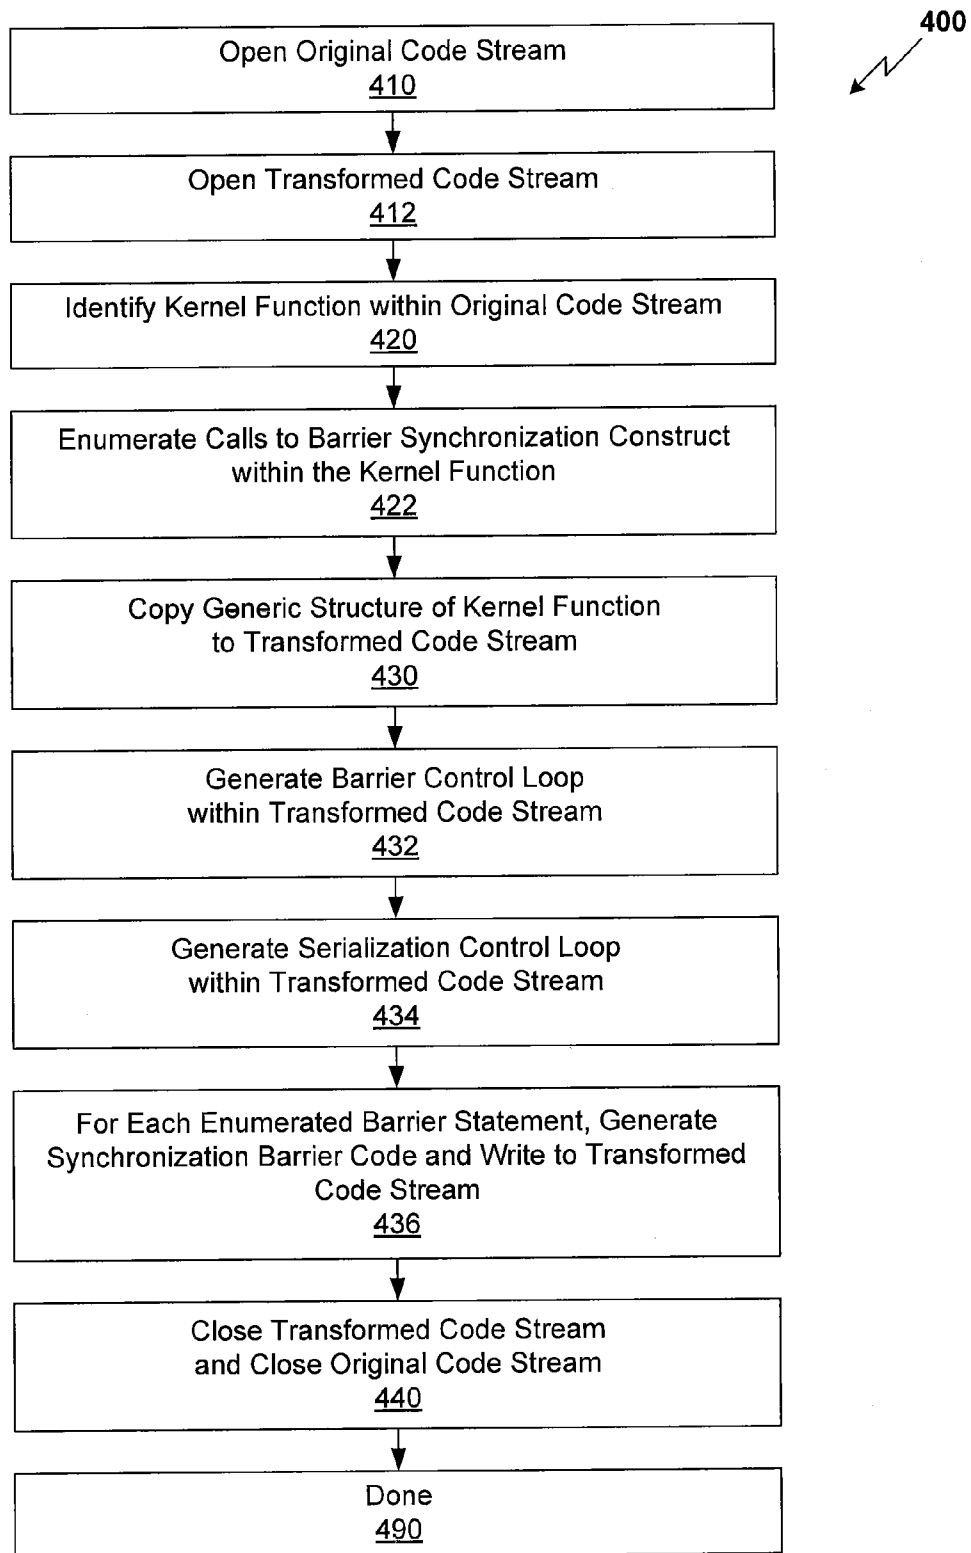 400
Open Original Code Stream
410
Open Transformed Code Stream
412
Identify Kernel Function within Original Code Stream
420
Enumerate Calls to Barrier Synchronization Construct
within the Kernel Function
422
Copy Generic Structure of Kernel Function
to Transformed Code Stream
430
Generate Barrier Control Loop
within Transformed Code Stream
432
Generate Serialization Control Loop
within Transformed Code Stream
434
For Each Enumerated Barrier Statement, Generate
Synchronization Barrier Code and Write to Transformed
Code Stream
436
Close Transformed Code Stream
and Close Original Code Stream
440
Done
490